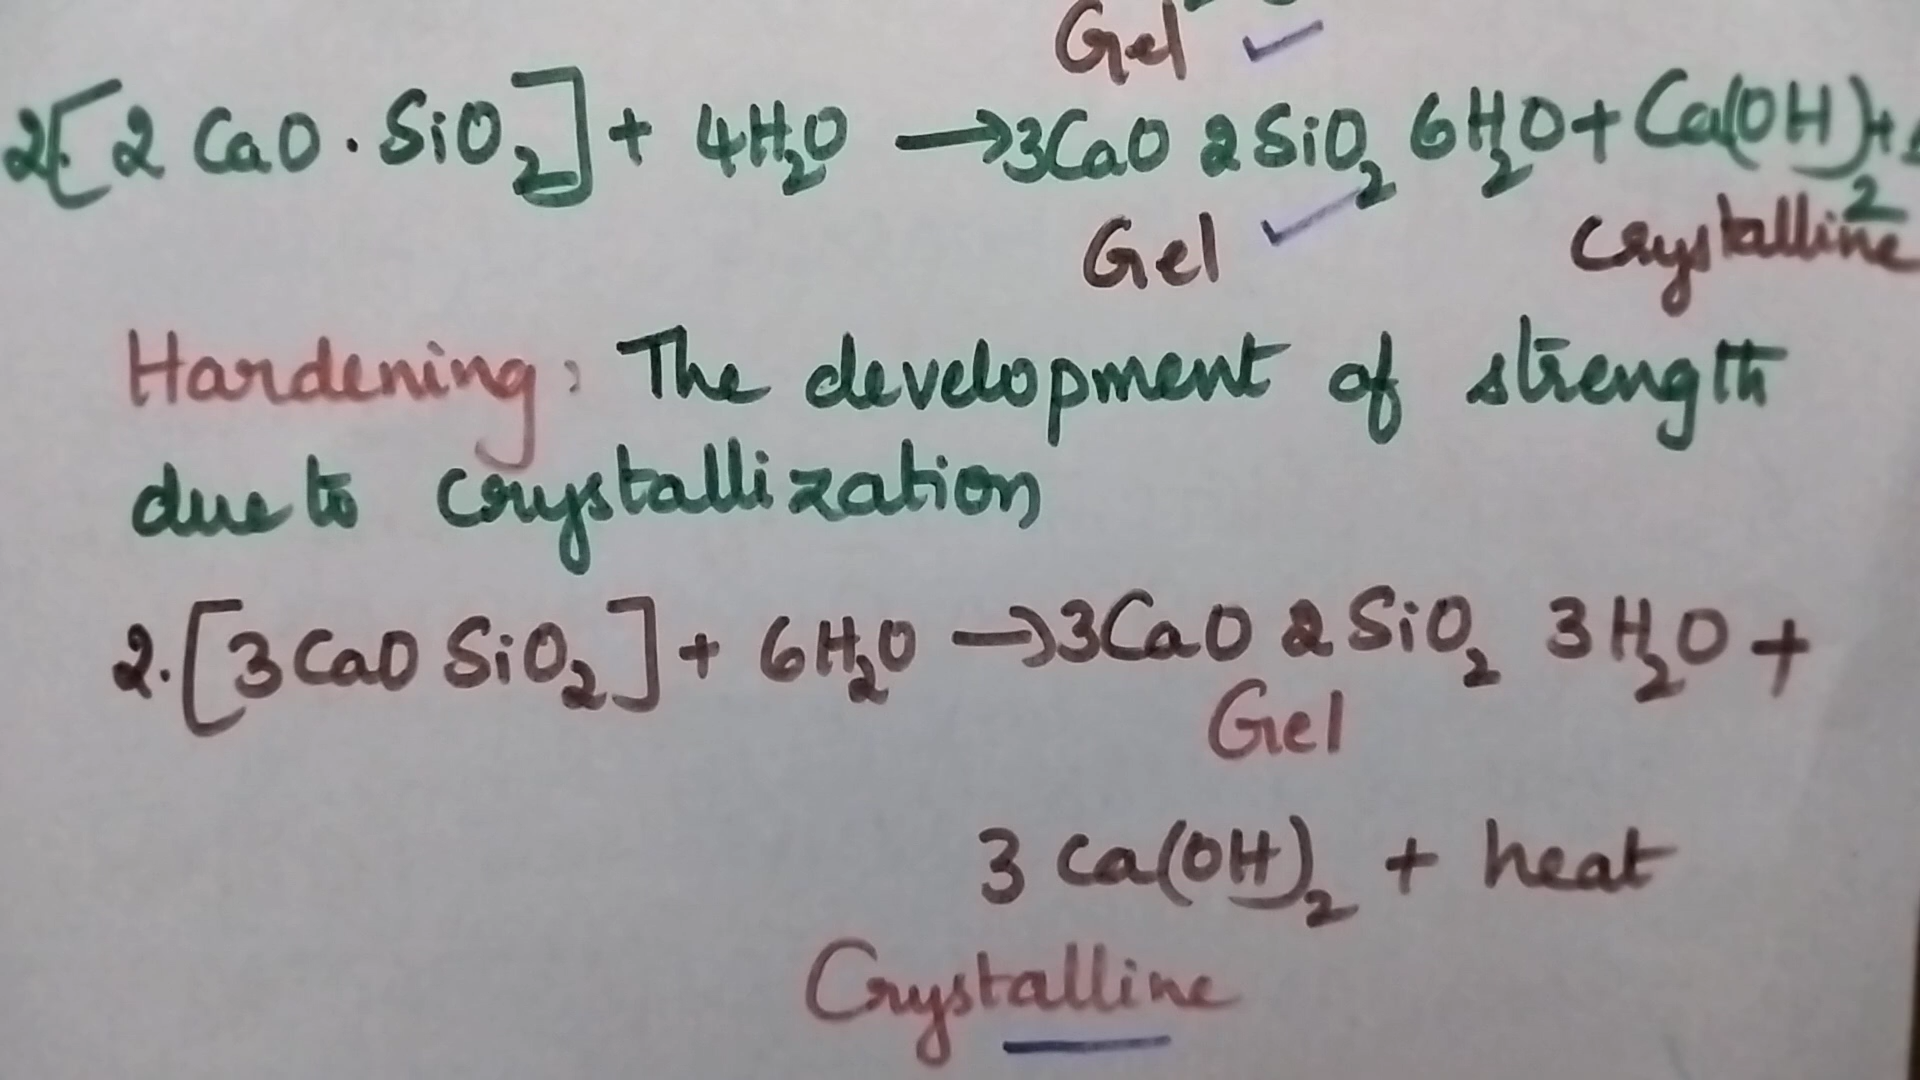 Gel
2[2 CaO · SiO₂] + 4H₂O → 3CaO 2SiO₂ 6H₂O + Ca(OH)₂ +
Gel Crystalline
Hardening: The development of strength
due to crystallization
2.[3 CaO SiO₂] + 6H₂O → 3CaO 2SiO₂ 3H₂O +
Gel
3 Ca(OH)₂ + heat
Crystalline